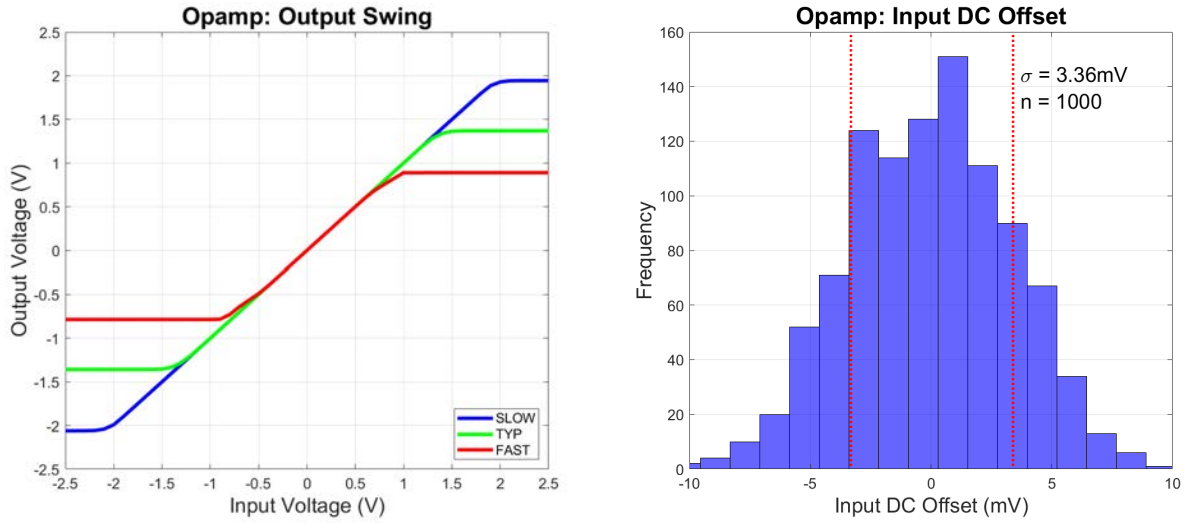 Opamp: Output Swing
Output Voltage (V)
2.5
2
1.5
1
0.5
0
-0.5
-1
-1.5
-2
-2.5
SLOW
TYP
FAST
-2.5 -2 -1.5 -1 -0.5 0 0.5 1 1.5 2 2.5
Input Voltage (V)
Opamp: Input DC Offset
Frequency
160
140
120
100
80
60
40
20
0
σ = 3.36mV
n = 1000
-10 -5 0 5 10
Input DC Offset (mV)